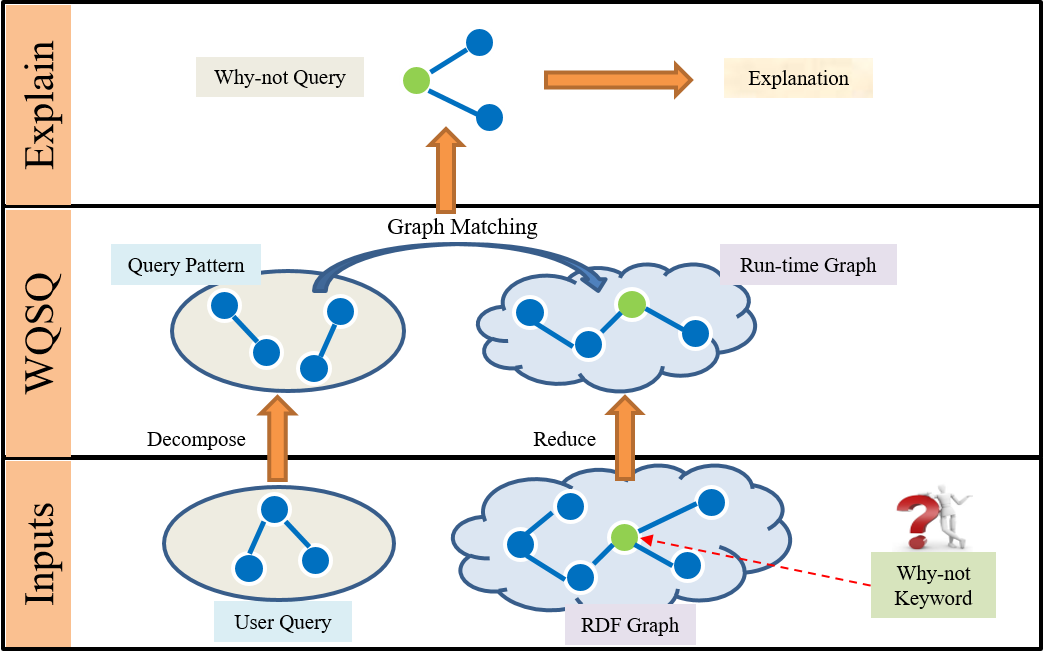 Explain
Why-not Query
Explanation
WQSQ
Graph Matching
Query Pattern
Run-time Graph
Decompose
Reduce
Inputs
?
Why-not
Keyword
User Query
RDF Graph